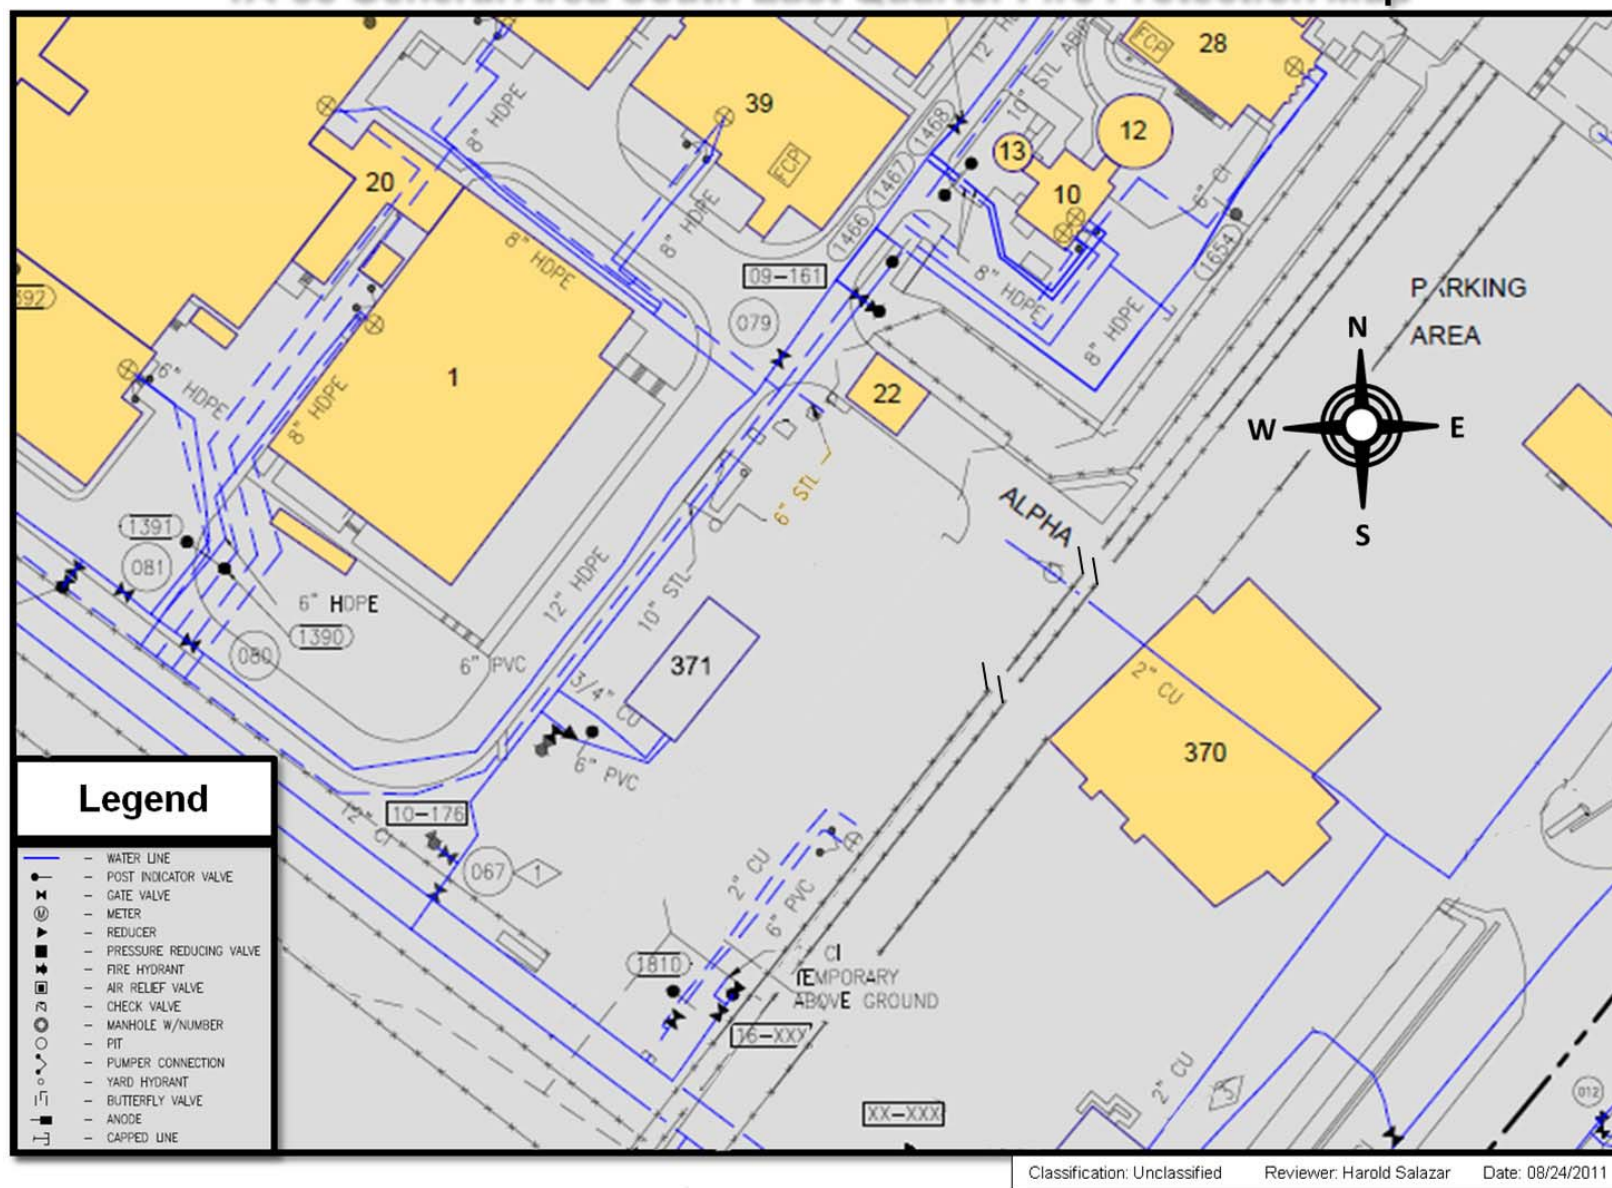 28
FCP
39
12" H
ABIP
8" HDPE
10" STL
12
FCP
1468
13
20
1467
10
6" CI
8" HDPE
1466
8" HDPE
1654
09-161
8" HDPE
8" HDPE
PARKING
AREA
392
079
N
1
22
6" HDPE
8" HDPE
W
E
6" STL
ALPHA
S
1391
081
12" HDPE
10" STL
6" HDPE
1390
080
6" PVC
371
3/4" CU
2" CU
370
6" PVC
Legend
10-176
12" CI
067
1
2" CU
6" PVC
WATER LINE
POST INDICATOR VALVE
GATE VALVE
METER
REDUCER
PRESSURE REDUCING VALVE
FIRE HYDRANT
AIR RELIEF VALVE
CHECK VALVE
MANHOLE W/NUMBER
PIT
PUMPER CONNECTION
YARD HYDRANT
BUTTERFLY VALVE
ANODE
CAPPED LINE
1810
CI
TEMPORARY
ABOVE GROUND
16-XXX
2" CU
3
012
XX-XXX
Classification: Unclassified Reviewer: Harold Salazar Date: 08/24/2011